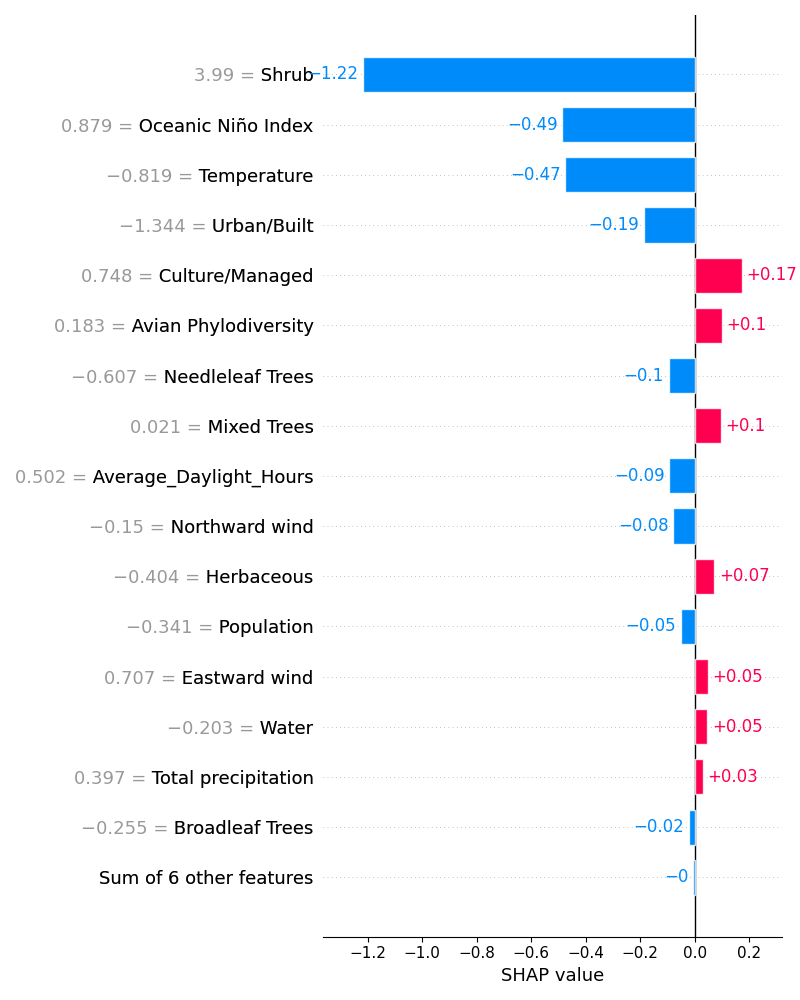 3.99 = Shrub −1.22
0.879 = Oceanic Niño Index −0.49
−0.819 = Temperature −0.47
−1.344 = Urban/Built −0.19
0.748 = Culture/Managed +0.17
0.183 = Avian Phylodiversity +0.1
−0.607 = Needleleaf Trees −0.1
0.021 = Mixed Trees +0.1
0.502 = Average_Daylight_Hours −0.09
−0.15 = Northward wind −0.08
−0.404 = Herbaceous +0.07
−0.341 = Population −0.05
0.707 = Eastward wind +0.05
−0.203 = Water +0.05
0.397 = Total precipitation +0.03
−0.255 = Broadleaf Trees −0.02
Sum of 6 other features −0
−1.2 −1.0 −0.8 −0.6 −0.4 −0.2 0.0 0.2
SHAP value